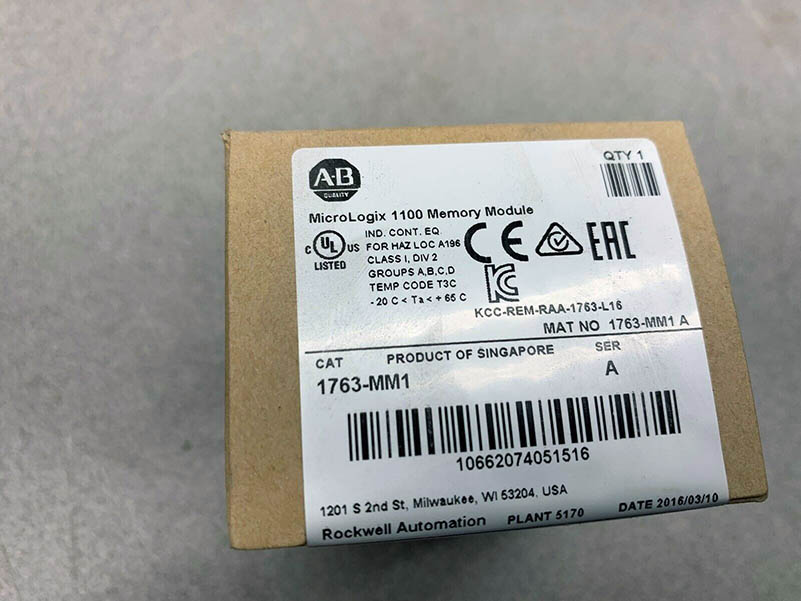 A·B
QUALITY
QTY 1
MicroLogix 1100 Memory Module
C UL US
LISTED
IND. CONT. EQ.
FOR HAZ LOC A196
CLASS I, DIV 2
GROUPS A,B,C,D
TEMP CODE T3C
- 20 C < Ta < + 65 C
CE
EAC
KCC-REM-RAA-1763-L16
MAT NO 1763-MM1 A
CAT PRODUCT OF SINGAPORE SER
1763-MM1 A
10662074051516
1201 S 2nd St, Milwaukee, WI 53204, USA
Rockwell Automation PLANT 5170 DATE 2016/03/10